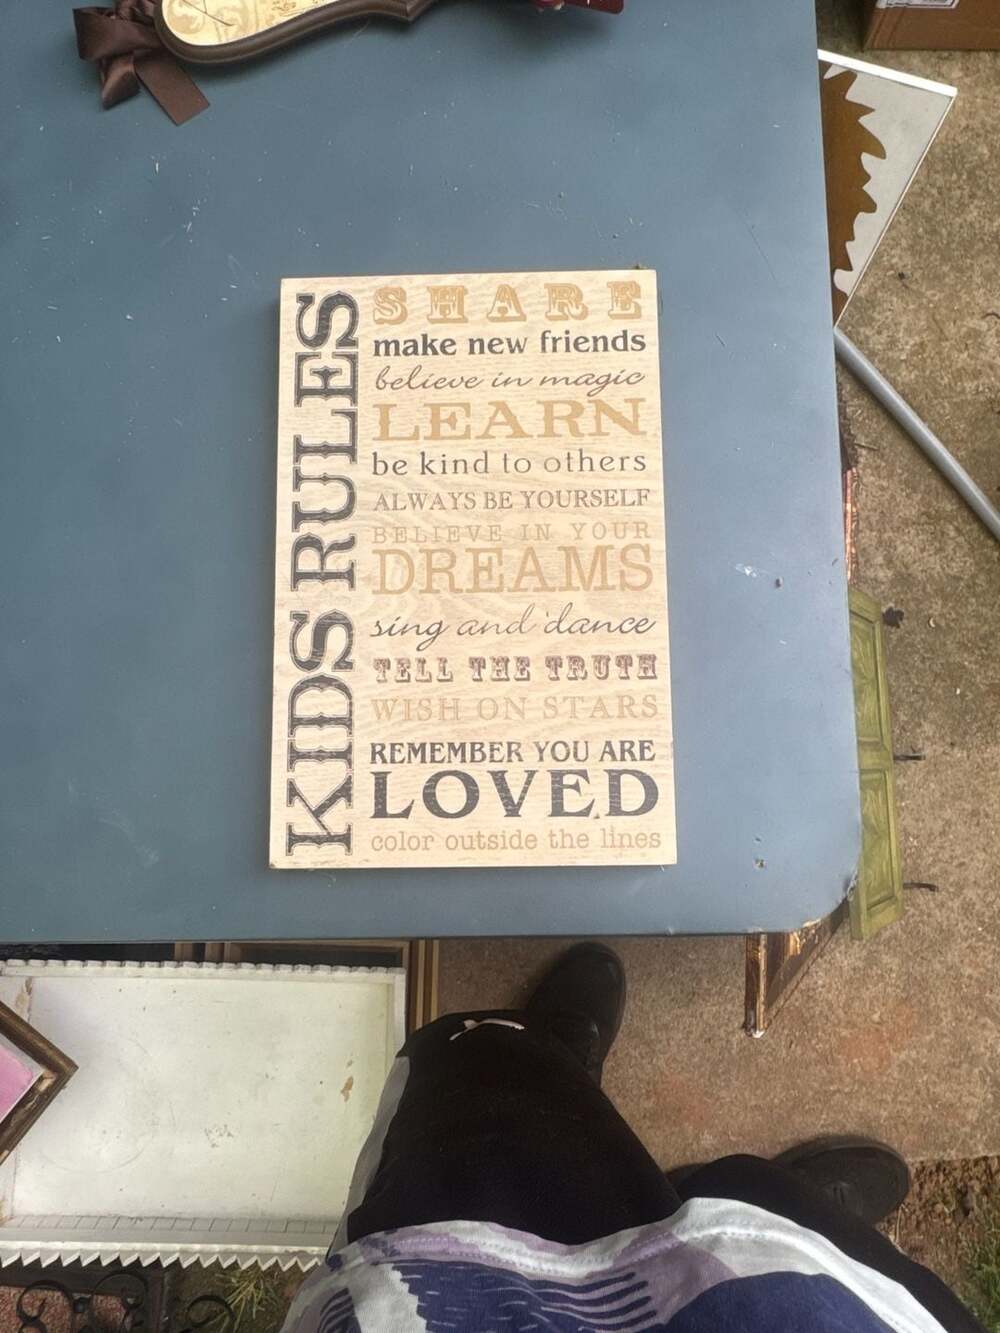 KIDS RULES
SHARE
make new friends
believe in magic
LEARN
be kind to others
ALWAYS BE YOURSELF
BELIEVE IN YOUR
DREAMS
sing and dance
TELL THE TRUTH
WISH ON STARS
REMEMBER YOU ARE
LOVED
color outside the lines